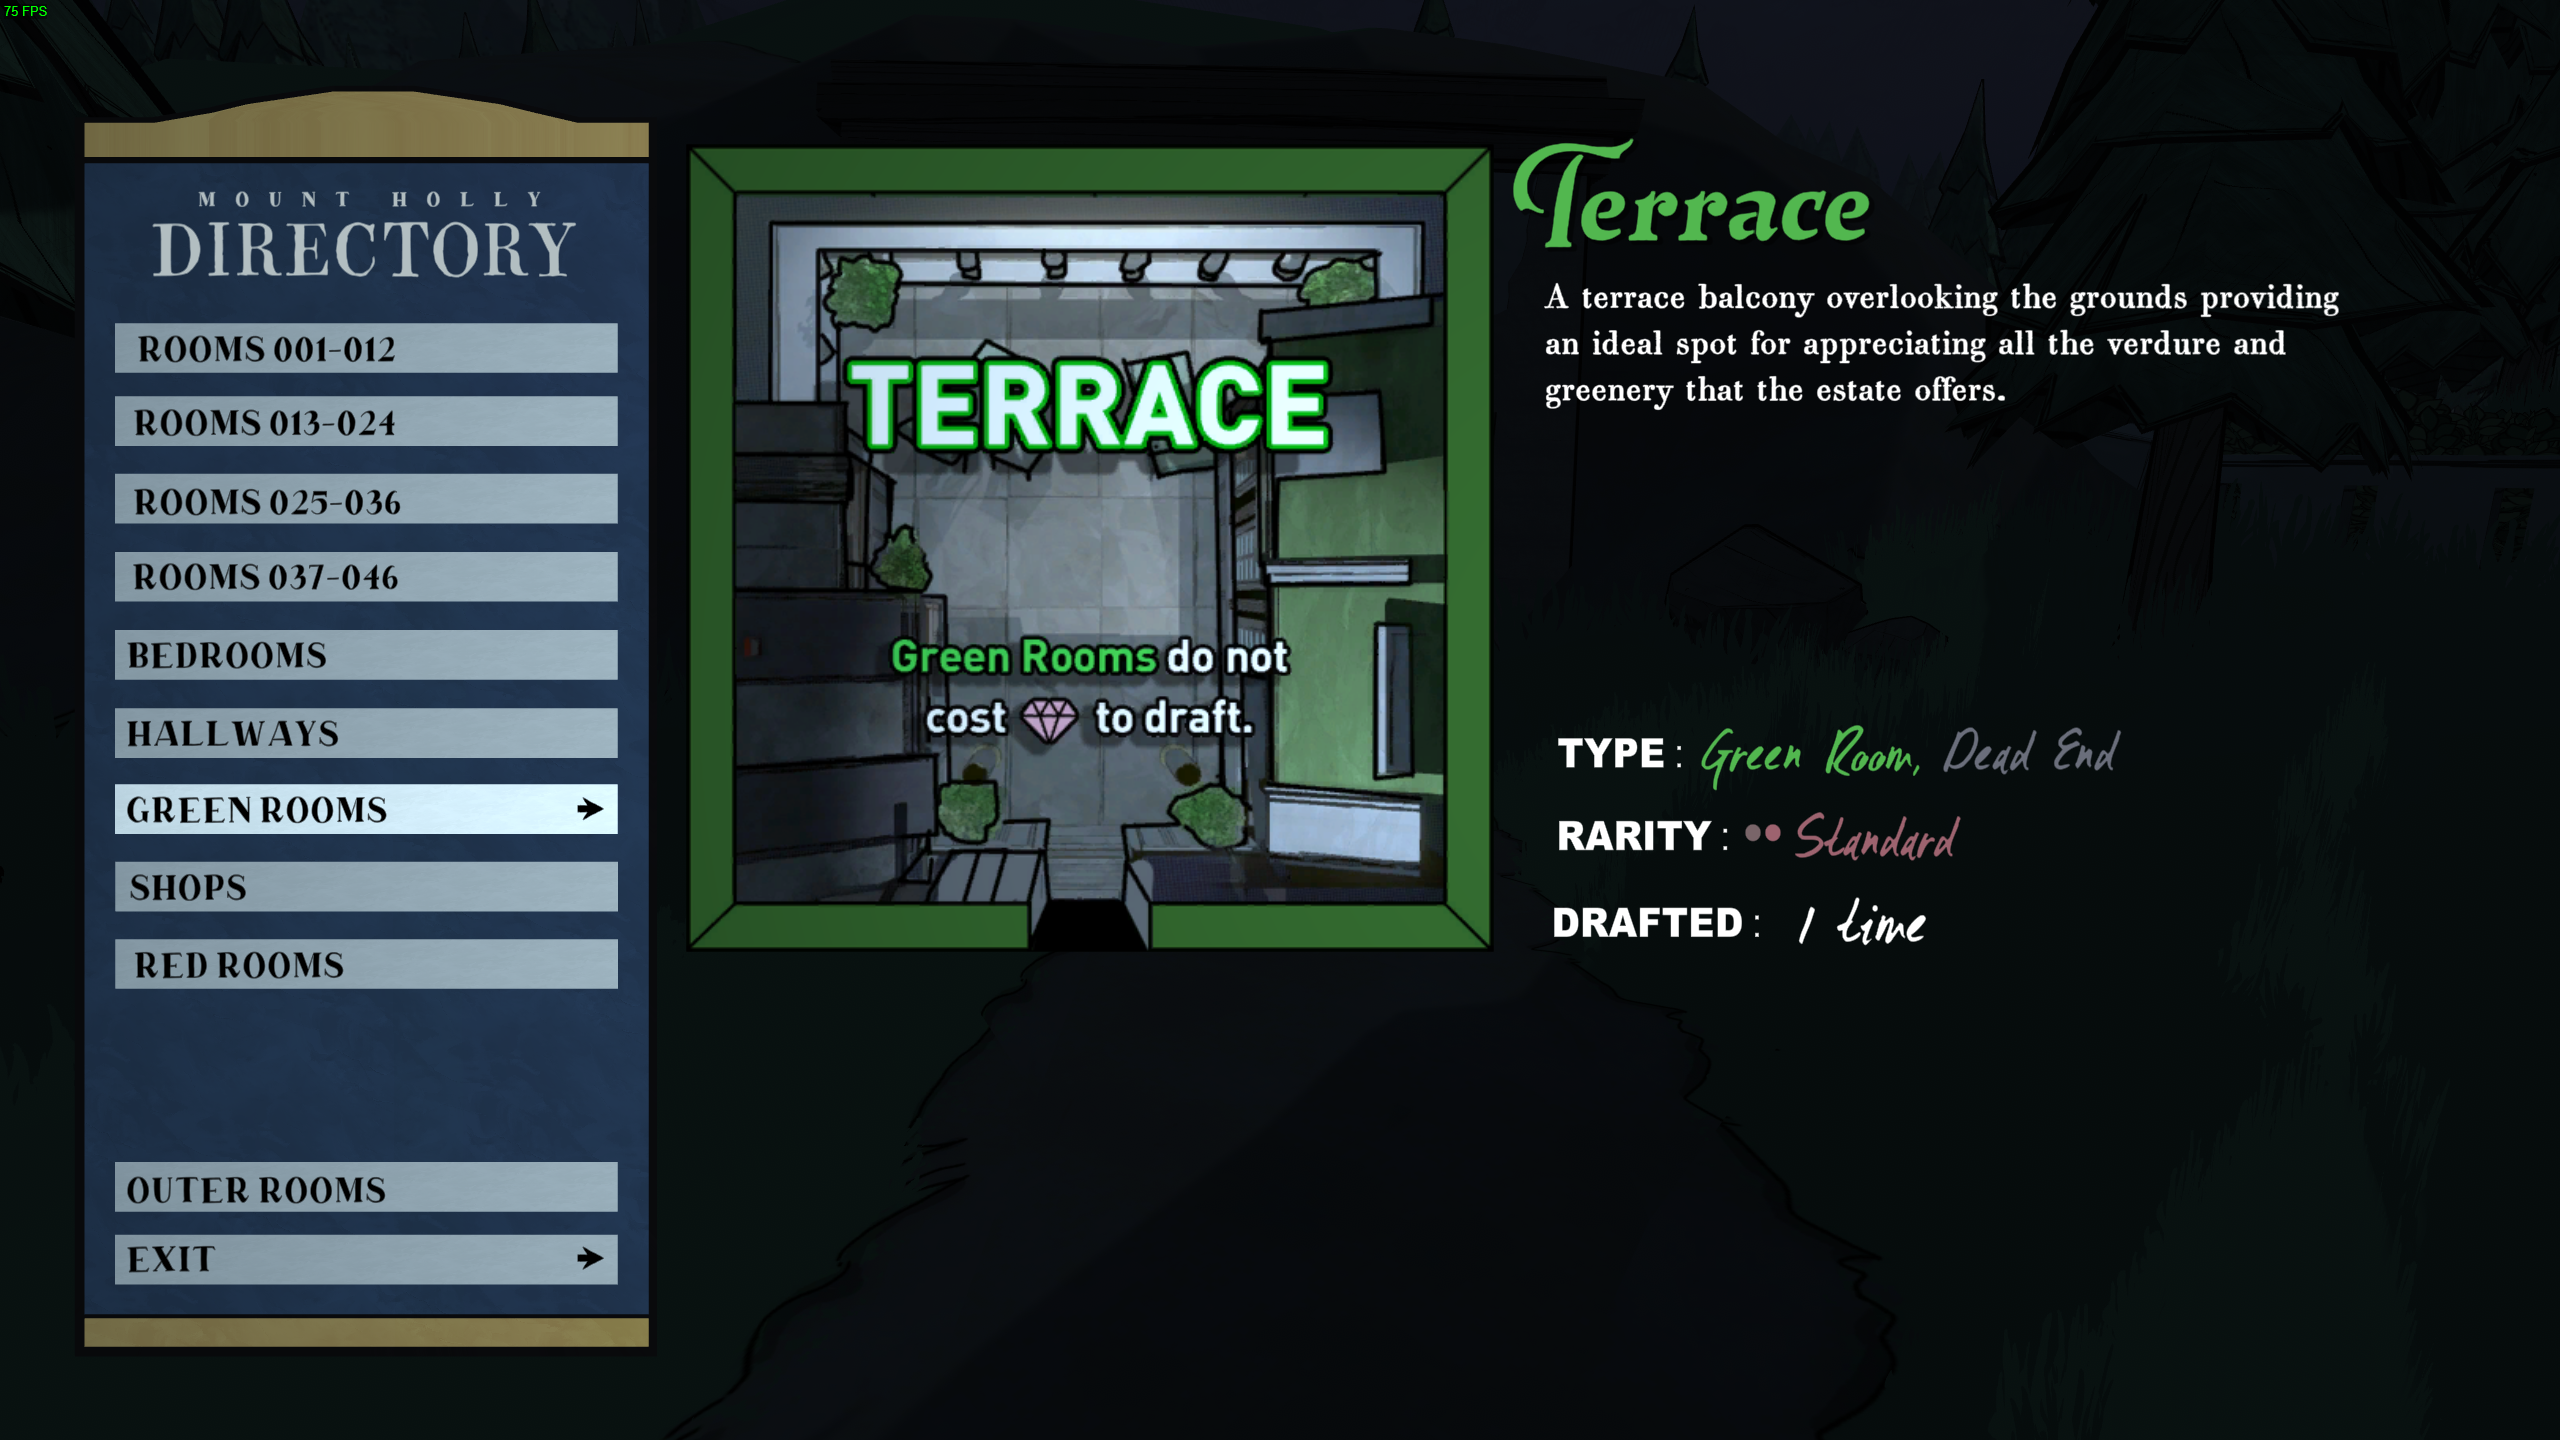 75 FPS
MOUNT HOLLY
DIRECTORY
ROOMS 001-012
ROOMS 013-024
ROOMS 025-036
ROOMS 037-046
BEDROOMS
HALLWAYS
GREEN ROOMS
SHOPS
RED ROOMS
OUTER ROOMS
EXIT
TERRACE
Green Rooms do not
cost to draft.
Terrace
A terrace balcony overlooking the grounds providing
an ideal spot for appreciating all the verdure and
greenery that the estate offers.
TYPE : Green Room, Dead End
RARITY : Standard
DRAFTED : 1 time